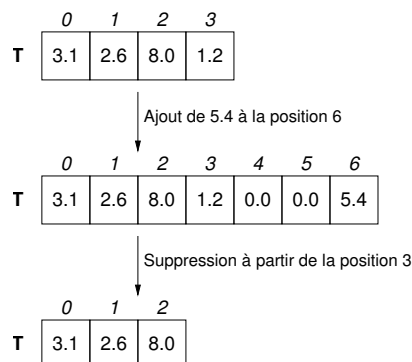 0 1 2 3
T 3.1 2.6 8.0 1.2
Ajout de 5.4 à la position 6
0 1 2 3 4 5 6
T 3.1 2.6 8.0 1.2 0.0 0.0 5.4
Suppression à partir de la position 3
0 1 2
T 3.1 2.6 8.0